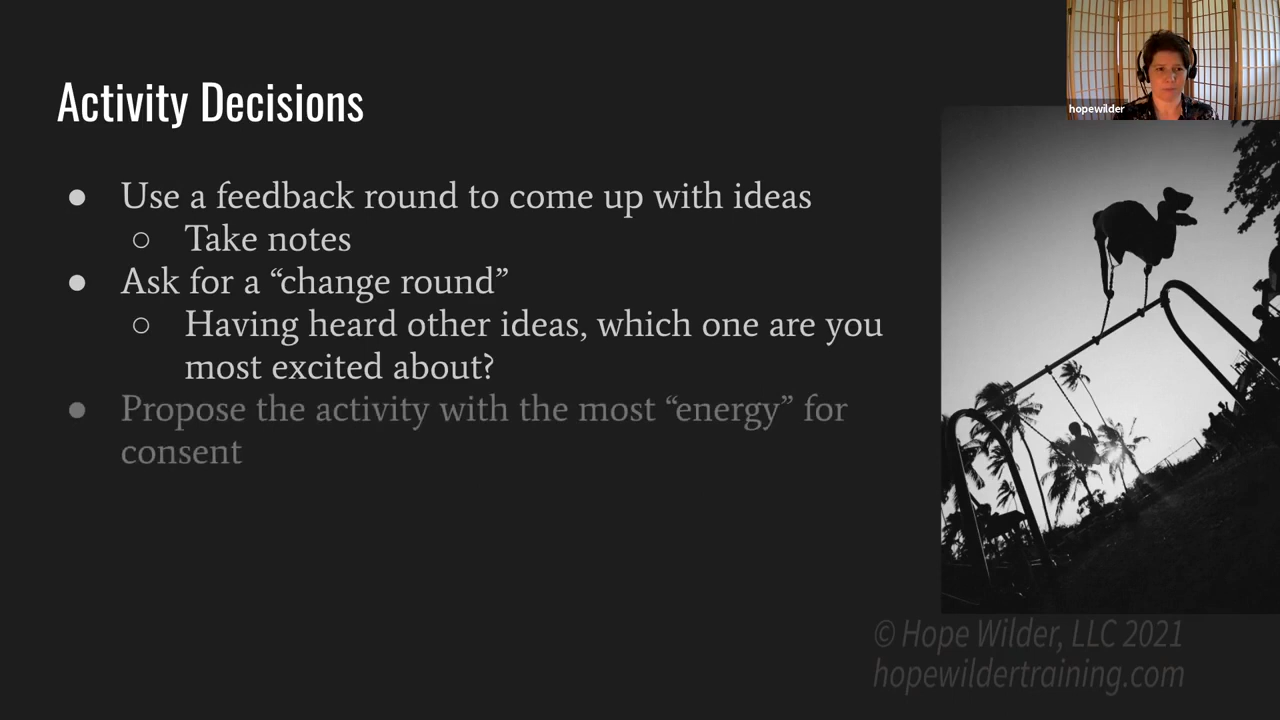 hopewilder
Activity Decisions
● Use a feedback round to come up with ideas
○ Take notes
● Ask for a “change round”
○ Having heard other ideas, which one are you
most excited about?
● Propose the activity with the most “energy” for
consent
© Hope Wilder, LLC 2021
hopewildertraining.com